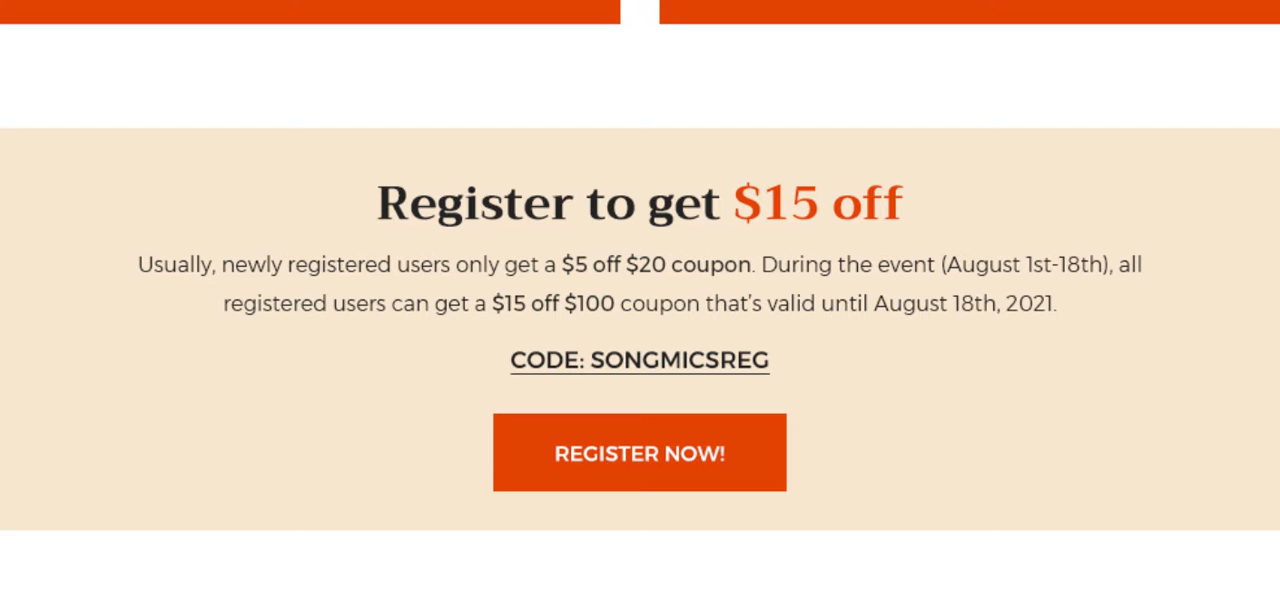 Register to get $15 off
Usually, newly registered users only get a $5 off $20 coupon. During the event (August 1st-18th), all
registered users can get a $15 off $100 coupon that's valid until August 18th, 2021.
CODE: SONGMICSREG
REGISTER NOW!